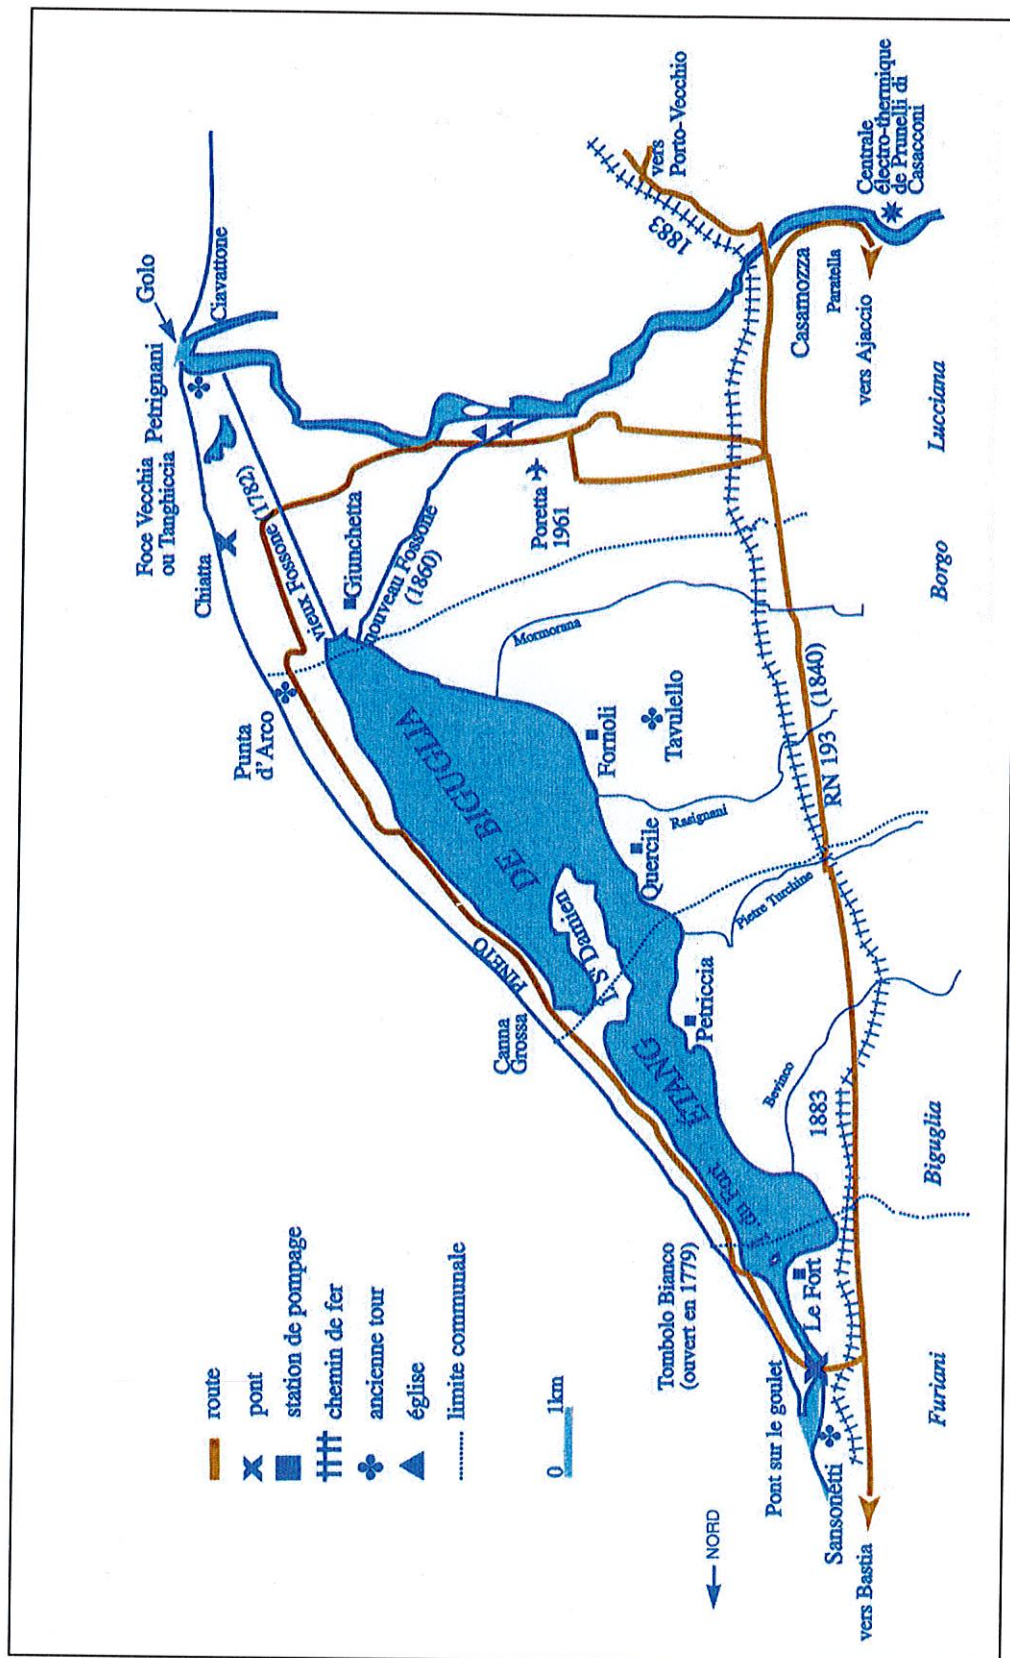 route
pont
station de pompage
chemin de fer
ancienne tour
église
limite communale
0 1km
NORD
Foce Vecchia
ou Tanghiccia
Petrignani
Golo
Ciavattone
Chiatta
vieux Fossone (1782)
Punta
d'Arco
Giunchetta
nouveau Fossone
(1860)
Poretta
1961
vers
Porto-Vecchio
1883
Centrale
électro-thermique
de Prunelli di
Casacconi
Casamozza
Paratella
vers Ajaccio
Mormorana
Fornoli
Tavulello
Rasignani
RN 193 (1840)
Quercile
Pietre Turchine
ÉTANG DE BIGUGLIA
I. St Damien
PINETO
Canna
Grossa
Petriccia
Bevinco
1883
I. du Fort
Le Fort
Tombolo Bianco
(ouvert en 1779)
Pont sur le goulet
Sansonetti
vers Bastia
Furiani
Biguglia
Borgo
Lucciana